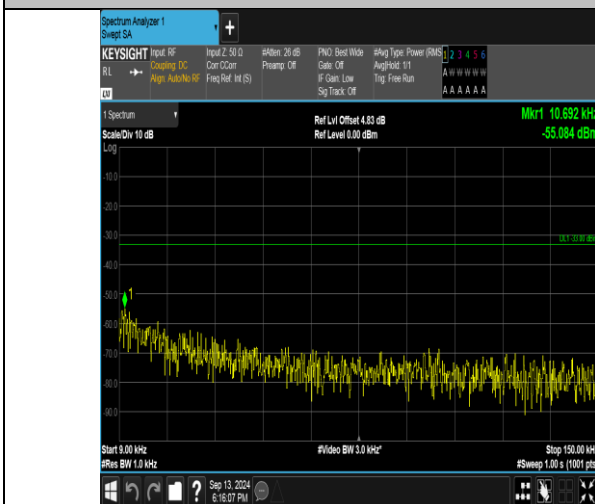 Spectrum Analyzer 1
Swept SA
+
KEYSIGHT
RL
Input: RF
Coupling: DC
Align: Auto/No RF
Input Z: 50 Ω
Corr CCorr
Freq Ref: Int (S)
#Atten: 26 dB
Preamp: Off
PNO: Best Wide
Gate: Off
IF Gain: Low
Sig Track: Off
#Avg Type: Power (RMS
Avg|Hold: 1/1
Trig: Free Run
1 2 3 4 5 6
A W W W W W
A A A A A A
1 Spectrum
Scale/Div 10 dB
Ref Lvl Offset 4.83 dB
Ref Level 0.00 dBm
Mkr1 10.692 kHz
-55.084 dBm
Log
-10.0
-20.0
-30.0
-40.0
-50.0
-60.0
-70.0
-80.0
-90.0
DL1 -33.00 dBm
1
Start 9.00 kHz
#Res BW 1.0 kHz
#Video BW 3.0 kHz*
Stop 150.00 kHz
#Sweep 1.00 s (1001 pts
?
Sep 13, 2024
6:16:07 PM